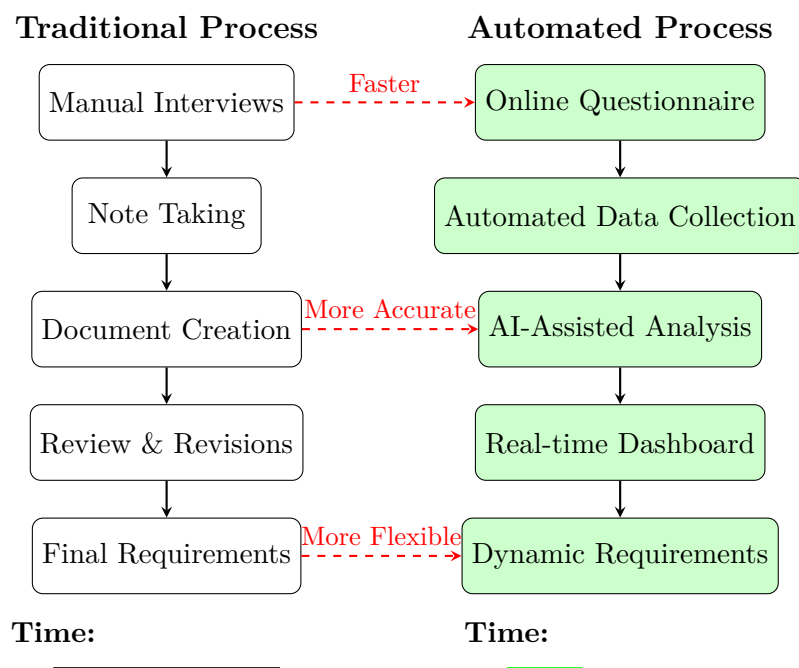 Traditional Process
Automated Process
Manual Interviews
Faster
Online Questionnaire
Note Taking
Automated Data Collection
Document Creation
More Accurate
AI-Assisted Analysis
Review & Revisions
Real-time Dashboard
Final Requirements
More Flexible
Dynamic Requirements
Time:
Time: